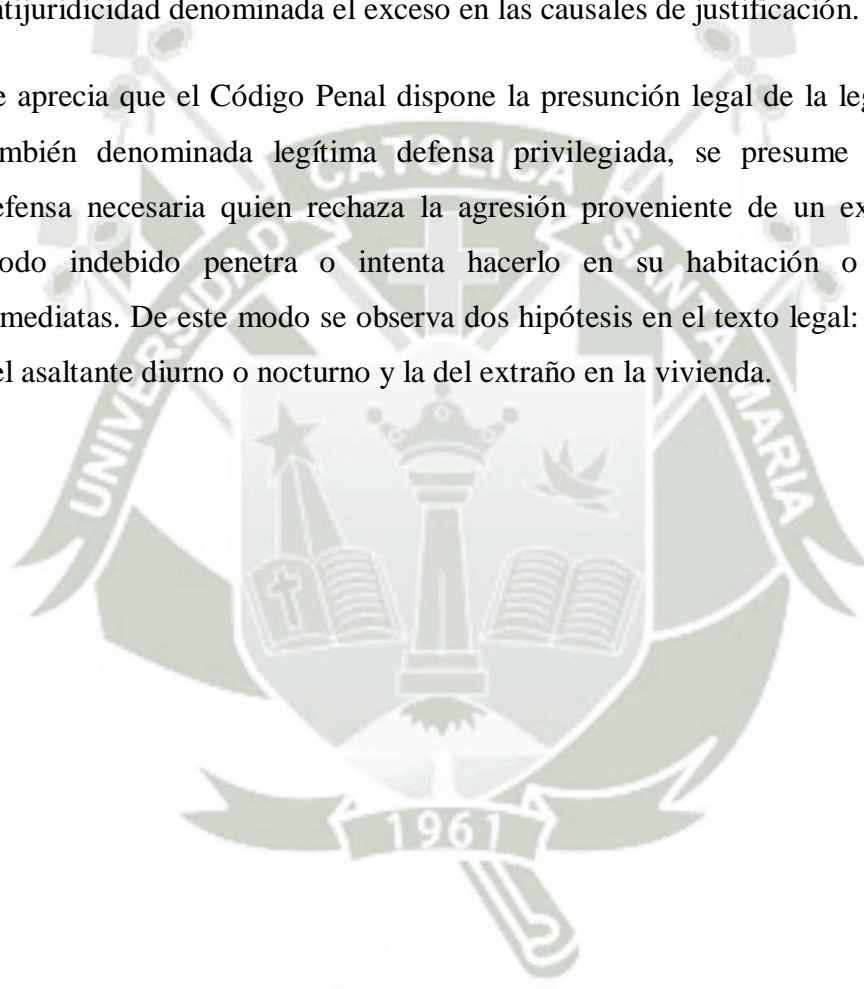 ntijuridicidad denominada el exceso en las causales de justificación.
e aprecia que el Código Penal dispone la presunción legal de la leg
mbién denominada legítima defensa privilegiada, se presume
efensa necesaria quien rechaza la agresión proveniente de un ex
odo indebido penetra o intenta hacerlo en su habitación o
mediatas. De este modo se observa dos hipótesis en el texto legal:
el asaltante diurno o nocturno y la del extraño en la vivienda.
UNIVERSIDAD CATOLICA SANTA MARIA
1961